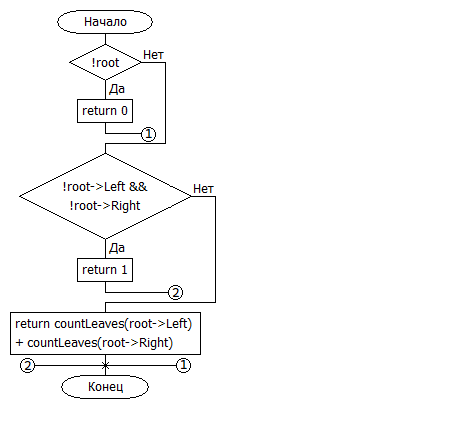 Начало
!root
Нет
Да
return 0
1
!root->Left &&
!root->Right
Нет
Да
return 1
2
return countLeaves(root->Left)
+ countLeaves(root->Right)
2
1
Конец